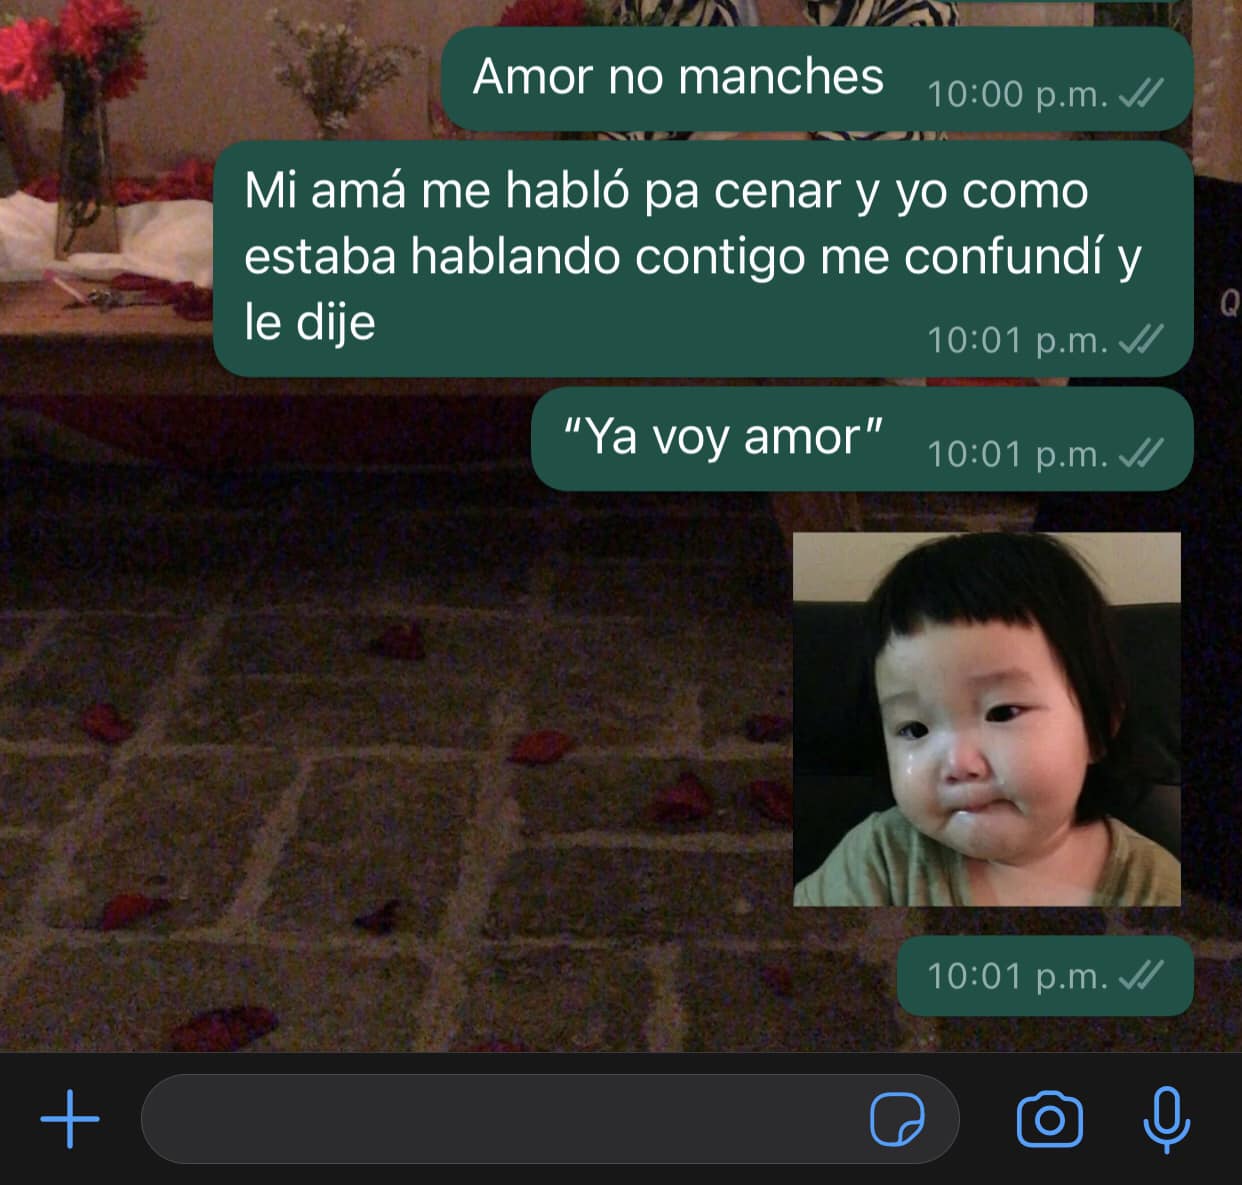 Amor no manches
10:00 p.m.
Mi amá me habló pa cenar y yo como
estaba hablando contigo me confundí y
le dije
10:01 p.m.
“Ya voy amor”
10:01 p.m.
Q
10:01 p.m.